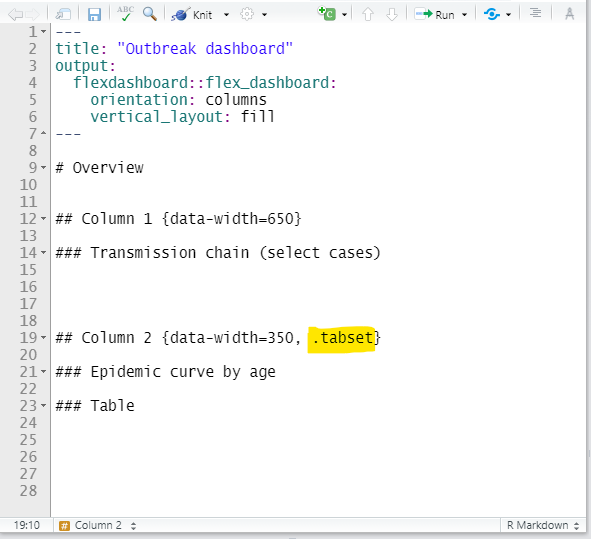 ABC Knit C Run A
1 ---
2 title: "Outbreak dashboard"
3 output:
4 flexdashboard::flex_dashboard:
5 orientation: columns
6 vertical_layout: fill
7 ---
8
9 # Overview
10
11
12 ## Column 1 {data-width=650}
13
14 ### Transmission chain (select cases)
15
16
17
18
19 ## Column 2 {data-width=350, .tabset}
20
21 ### Epidemic curve by age
22
23 ### Table
24
25
26
27
28
19:10 # Column 2 R Markdown